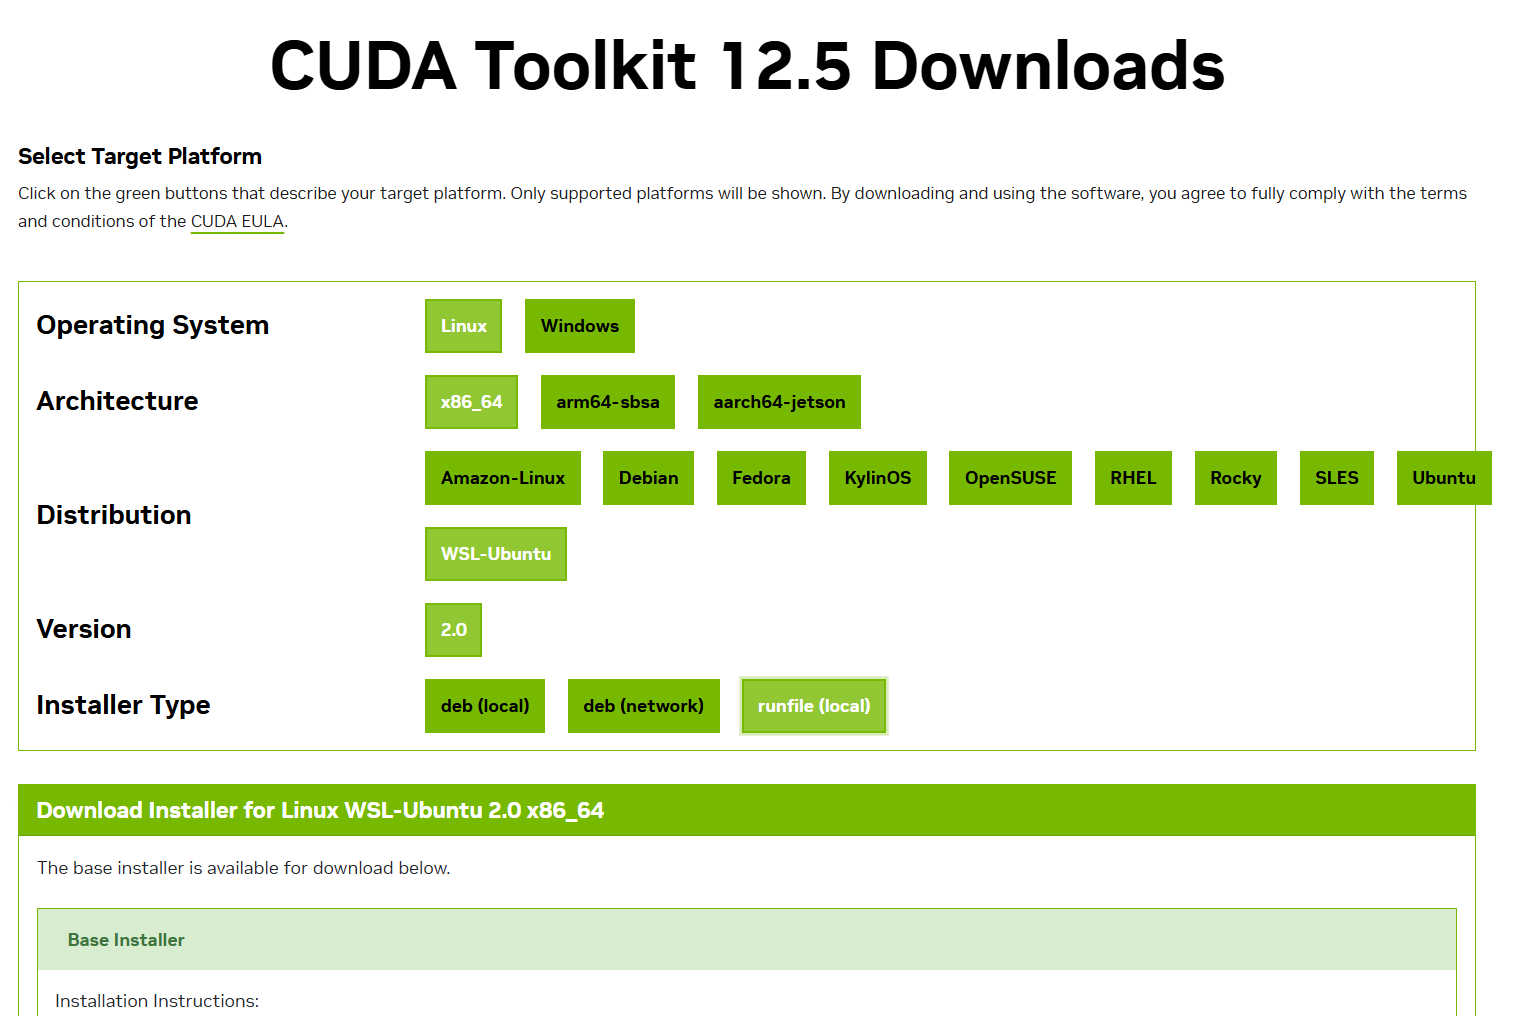 CUDA Toolkit 12.5 Downloads
Select Target Platform
Click on the green buttons that describe your target platform. Only supported platforms will be shown. By downloading and using the software, you agree to fully comply with the terms
and conditions of the CUDA EULA.
Operating System
Linux Windows
Architecture
x86_64 arm64-sbsa aarch64-jetson
Distribution
Amazon-Linux Debian Fedora KylinOS OpenSUSE RHEL Rocky SLES Ubuntu
WSL-Ubuntu
Version
2.0
Installer Type
deb (local) deb (network) runfile (local)
Download Installer for Linux WSL-Ubuntu 2.0 x86_64
The base installer is available for download below.
Base Installer
Installation Instructions: